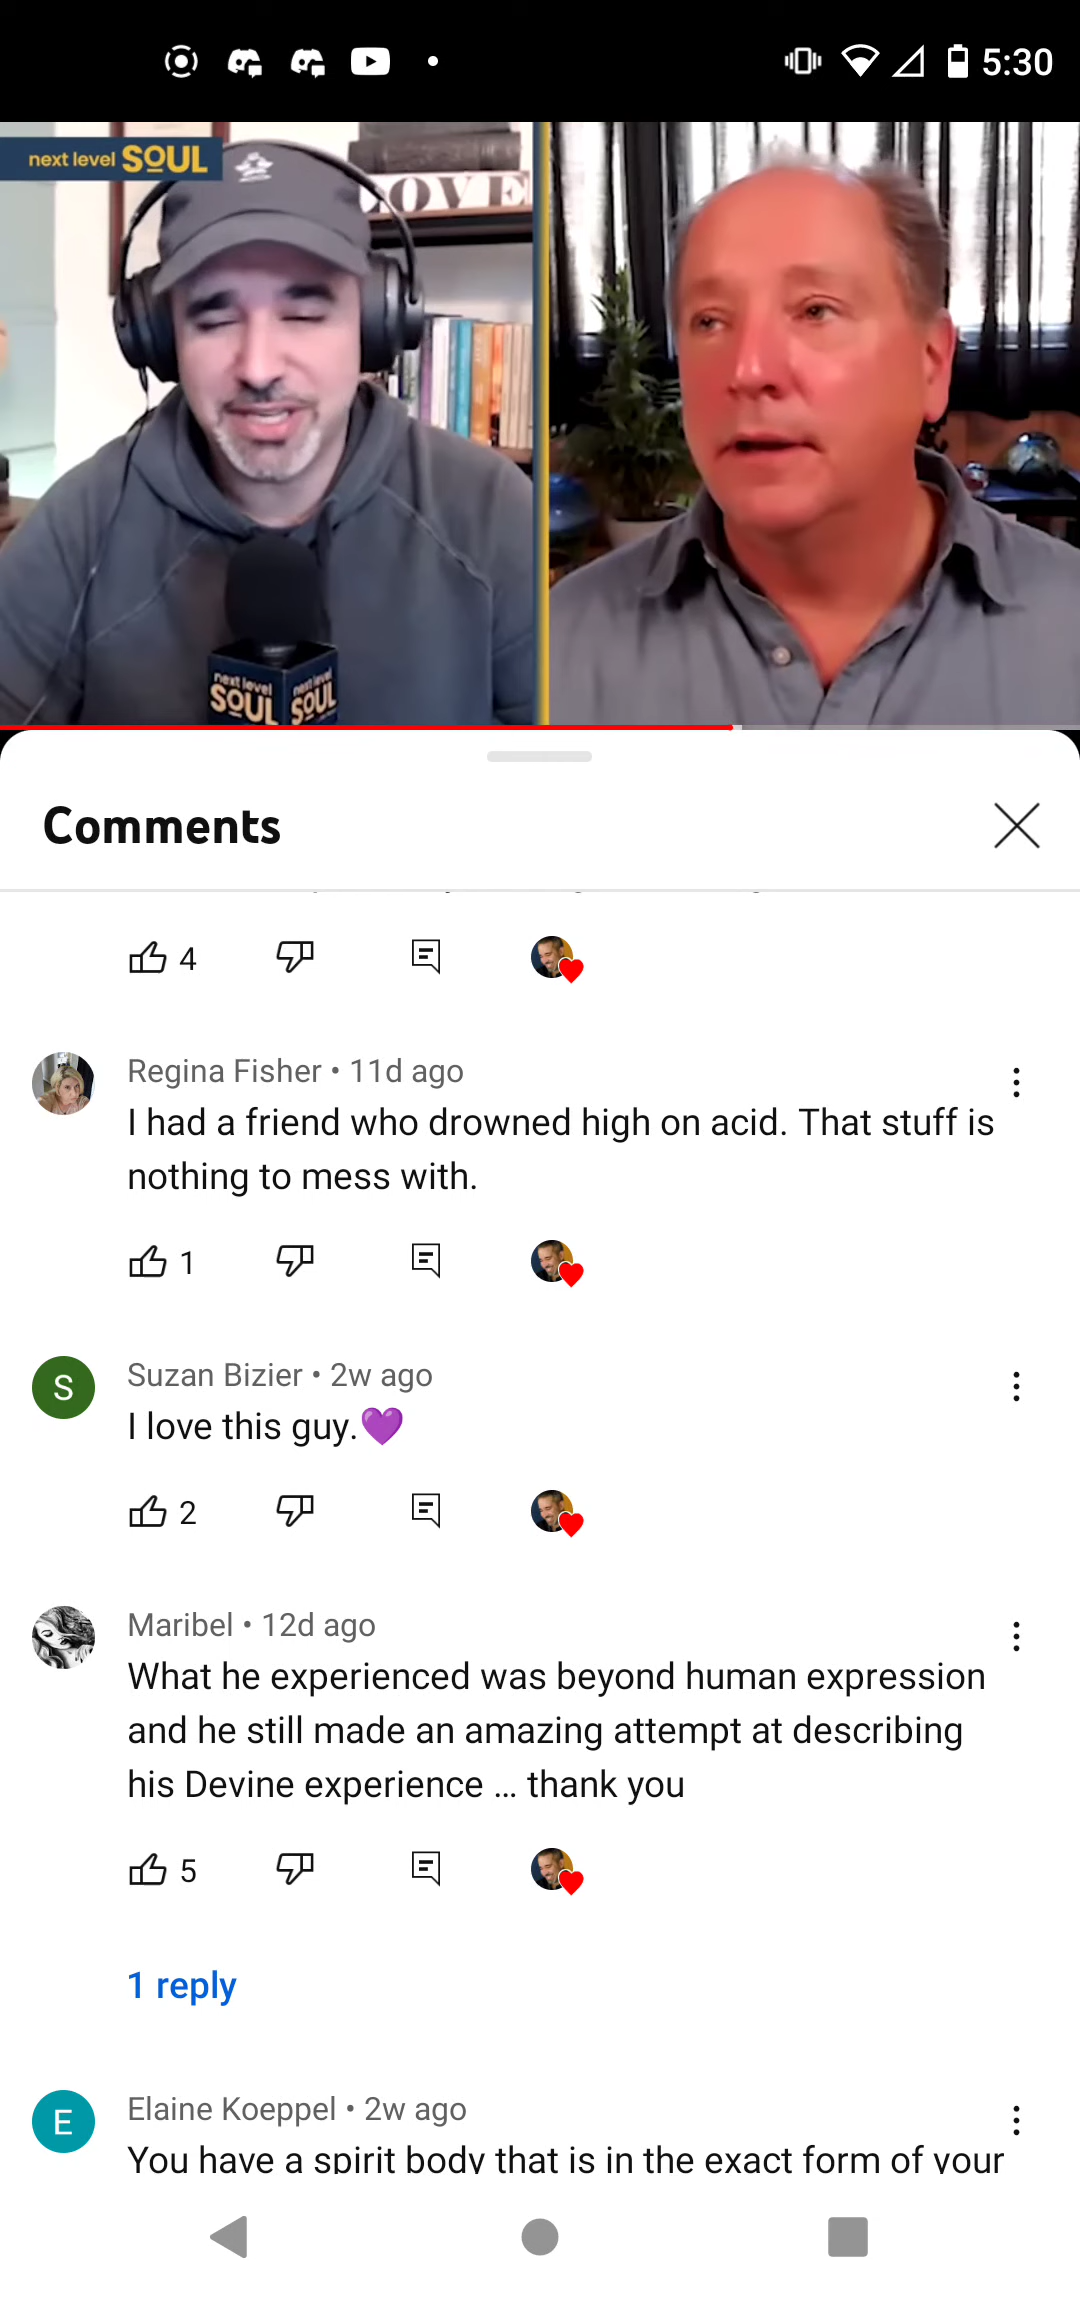 5:30
next level SOUL
LOVE
next level
SOUL
next level
SOUL
Comments
4
Regina Fisher • 11d ago
I had a friend who drowned high on acid. That stuff is
nothing to mess with.
1
S
Suzan Bizier • 2w ago
I love this guy.💜
2
Maribel • 12d ago
What he experienced was beyond human expression
and he still made an amazing attempt at describing
his Devine experience ... thank you
5
1 reply
E
Elaine Koeppel • 2w ago
You have a spirit body that is in the exact form of your